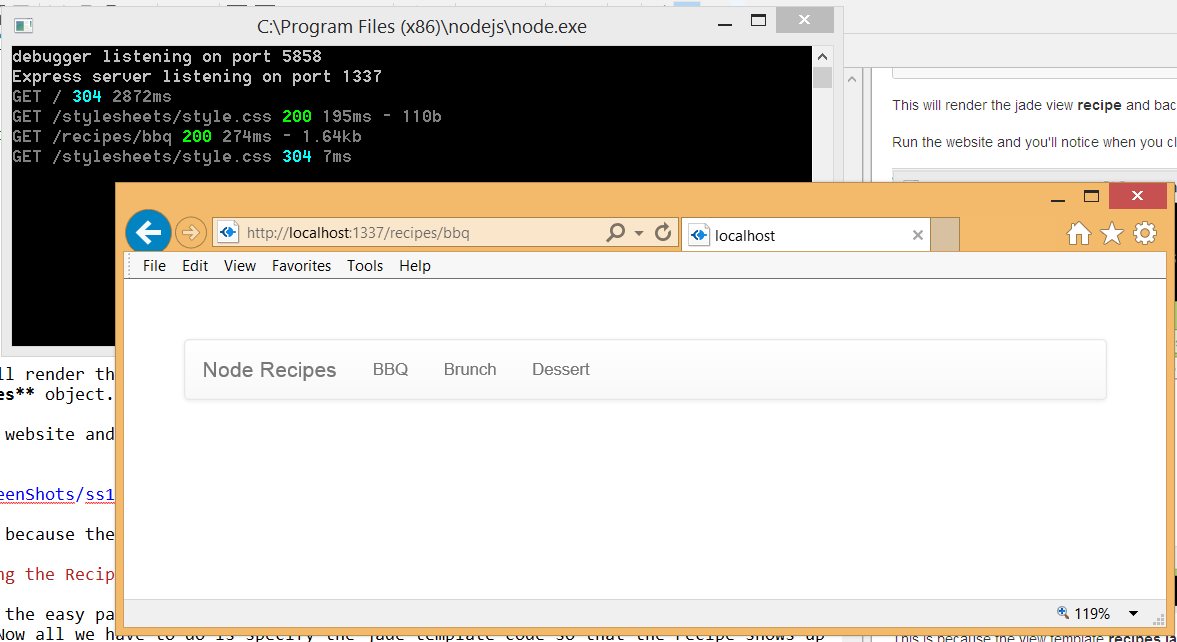 C:\Program Files (x86)\nodejs\node.exe
debugger listening on port 5858
Express server listening on port 1337
GET / 304 2872ms
GET /stylesheets/style.css 200 195ms - 110b
GET /recipes/bbq 200 274ms - 1.64kb
GET /stylesheets/style.css 304 7ms
This will render the jade view recipe and bac
Run the website and you'll notice when you cl
http://localhost:1337/recipes/bbq
localhost
File Edit View Favorites Tools Help
Node Recipes BBQ Brunch Dessert
119%
ll render th
es** object.
website and
eenShots/ss1
because the
ng the Recip
the easy pa
Now all we have to do is specify the jade template code so that the recipe shows up
This is because the view template recipes.ja